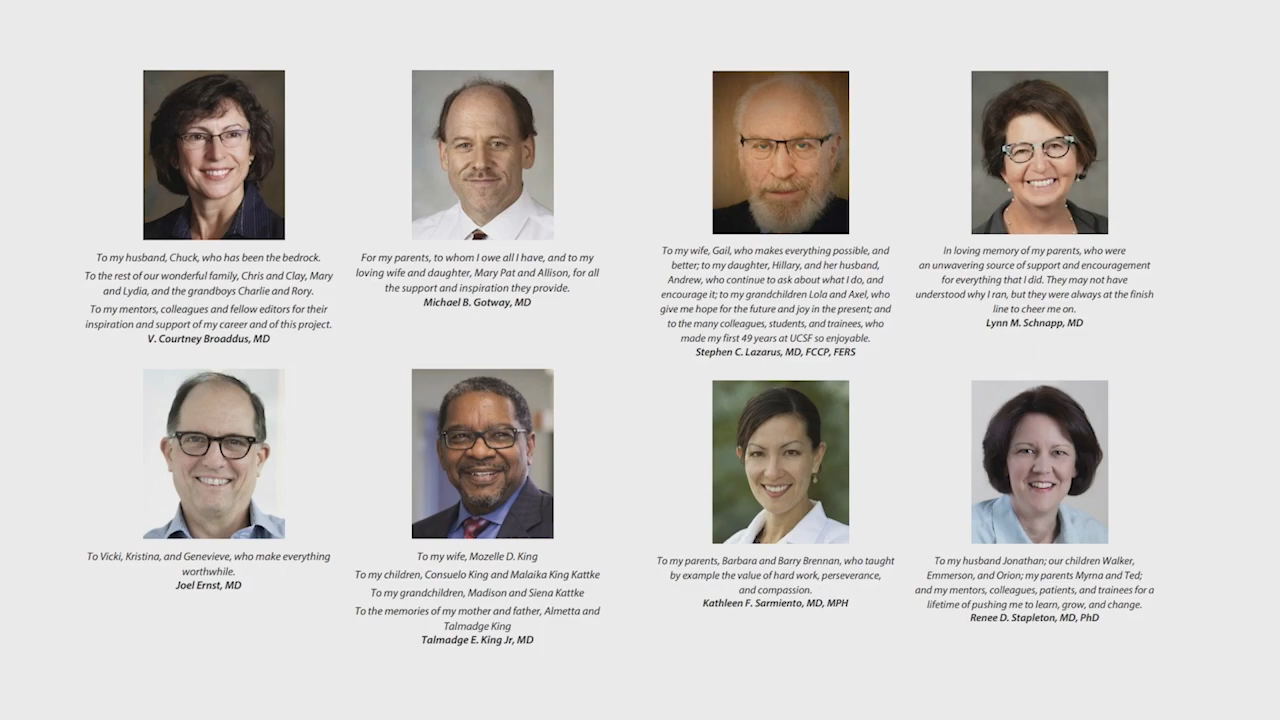 To my husband, Chuck, who has been the bedrock.
To the rest of our wonderful family, Chris and Clay, Mary
and Lydia, and the grandboys Charlie and Rory.
To my mentors, colleagues and fellow editors for their
inspiration and support of my career and of this project.
V. Courtney Broaddus, MD
For my parents, to whom I owe all I have, and to my
loving wife and daughter, Mary Pat and Allison, for all
the support and inspiration they provide.
Michael B. Gotway, MD
To my wife, Gail, who makes everything possible, and
better; to my daughter, Hillary, and her husband,
Andrew, who continue to ask about what I do, and
encourage it; to my grandchildren Lola and Axel, who
give me hope for the future and joy in the present; and
to the many colleagues, students, and trainees, who
made my first 49 years at UCSF so enjoyable.
Stephen C. Lazarus, MD, FCCP, FERS
In loving memory of my parents, who were
an unwavering source of support and encouragement
for everything that I did. They may not have
understood why I ran, but they were always at the finish
line to cheer me on.
Lynn M. Schnapp, MD
To Vicki, Kristina, and Genevieve, who make everything
worthwhile.
Joel Ernst, MD
To my wife, Mozelle D. King
To my children, Consuelo King and Malaika King Kattke
To my grandchildren, Madison and Siena Kattke
To the memories of my mother and father, Almetta and
Talmadge King
Talmadge E. King Jr, MD
To my parents, Barbara and Barry Brennan, who taught
by example the value of hard work, perseverance,
and compassion.
Kathleen F. Sarmiento, MD, MPH
To my husband Jonathan; our children Walker,
Emmerson, and Orion; my parents Myrna and Ted;
and my mentors, colleagues, patients, and trainees for a
lifetime of pushing me to learn, grow, and change.
Renee D. Stapleton, MD, PhD